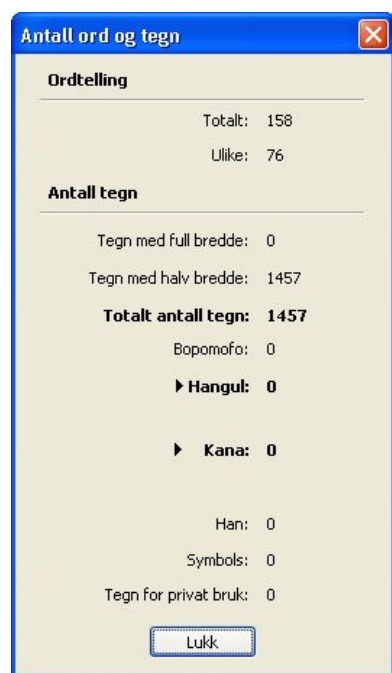 Antall ord og tegn
Ordtelling
Totalt: 158
Ulike: 76
Antall tegn
Tegn med full bredde: 0
Tegn med halv bredde: 1457
Totalt antall tegn: 1457
Bopomofo: 0
Hangul: 0
Kana: 0
Han: 0
Symbols: 0
Tegn for privat bruk: 0
Lukk